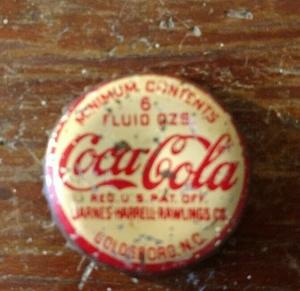 MINIMUM CONTENTS
6
FLUID OZS
Coca-Cola
REG. U. S. PAT. OFF.
BARNES-HARRELL-RAWLINGS CO.
GOLDSBORO, N.C.